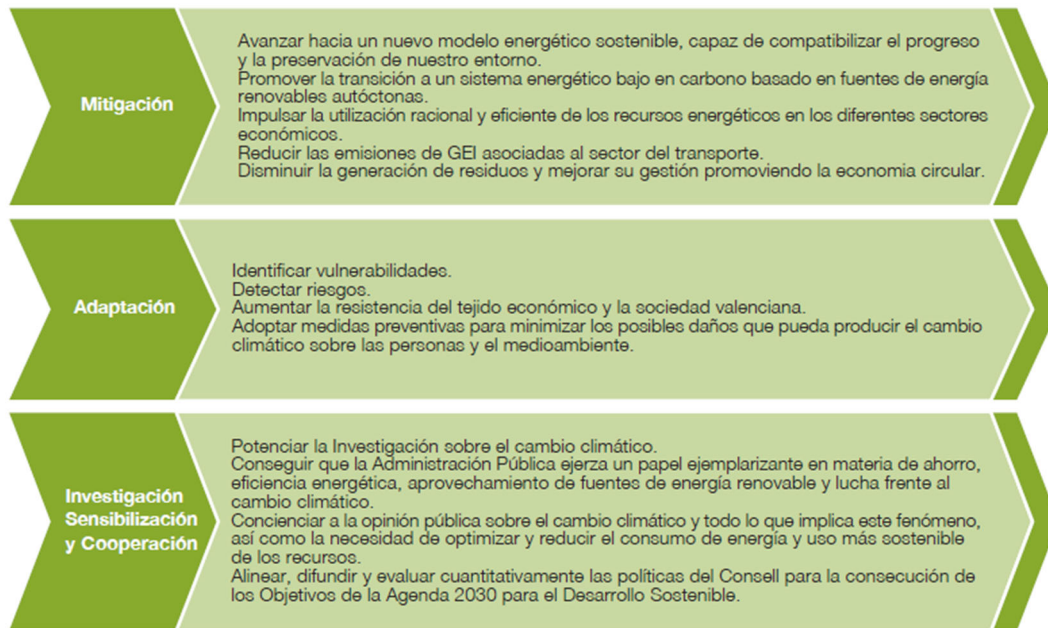 Mitigación
Avanzar hacia un nuevo modelo energético sostenible, capaz de compatibilizar el progreso
y la preservación de nuestro entorno.
Promover la transición a un sistema energético bajo en carbono basado en fuentes de energía
renovables autóctonas.
Impulsar la utilización racional y eficiente de los recursos energéticos en los diferentes sectores
económicos.
Reducir las emisiones de GEI asociadas al sector del transporte.
Disminuir la generación de residuos y mejorar su gestión promoviendo la economia circular.
Adaptación
Identificar vulnerabilidades.
Detectar riesgos.
Aumentar la resistencia del tejido económico y la sociedad valenciana.
Adoptar medidas preventivas para minimizar los posibles daños que pueda producir el cambio
climático sobre las personas y el medioambiente.
Investigación
Sensibilización
y Cooperación
Potenciar la Investigación sobre el cambio climático.
Conseguir que la Administración Pública ejerza un papel ejemplarizante en materia de ahorro,
eficiencia energética, aprovechamiento de fuentes de energía renovable y lucha frente al
cambio climático.
Concienciar a la opinión pública sobre el cambio climático y todo lo que implica este fenómeno,
así como la necesidad de optimizar y reducir el consumo de energía y uso más sostenible
de los recursos.
Alinear, difundir y evaluar cuantitativamente las políticas del Consell para la consecución de
los Objetivos de la Agenda 2030 para el Desarrollo Sostenible.